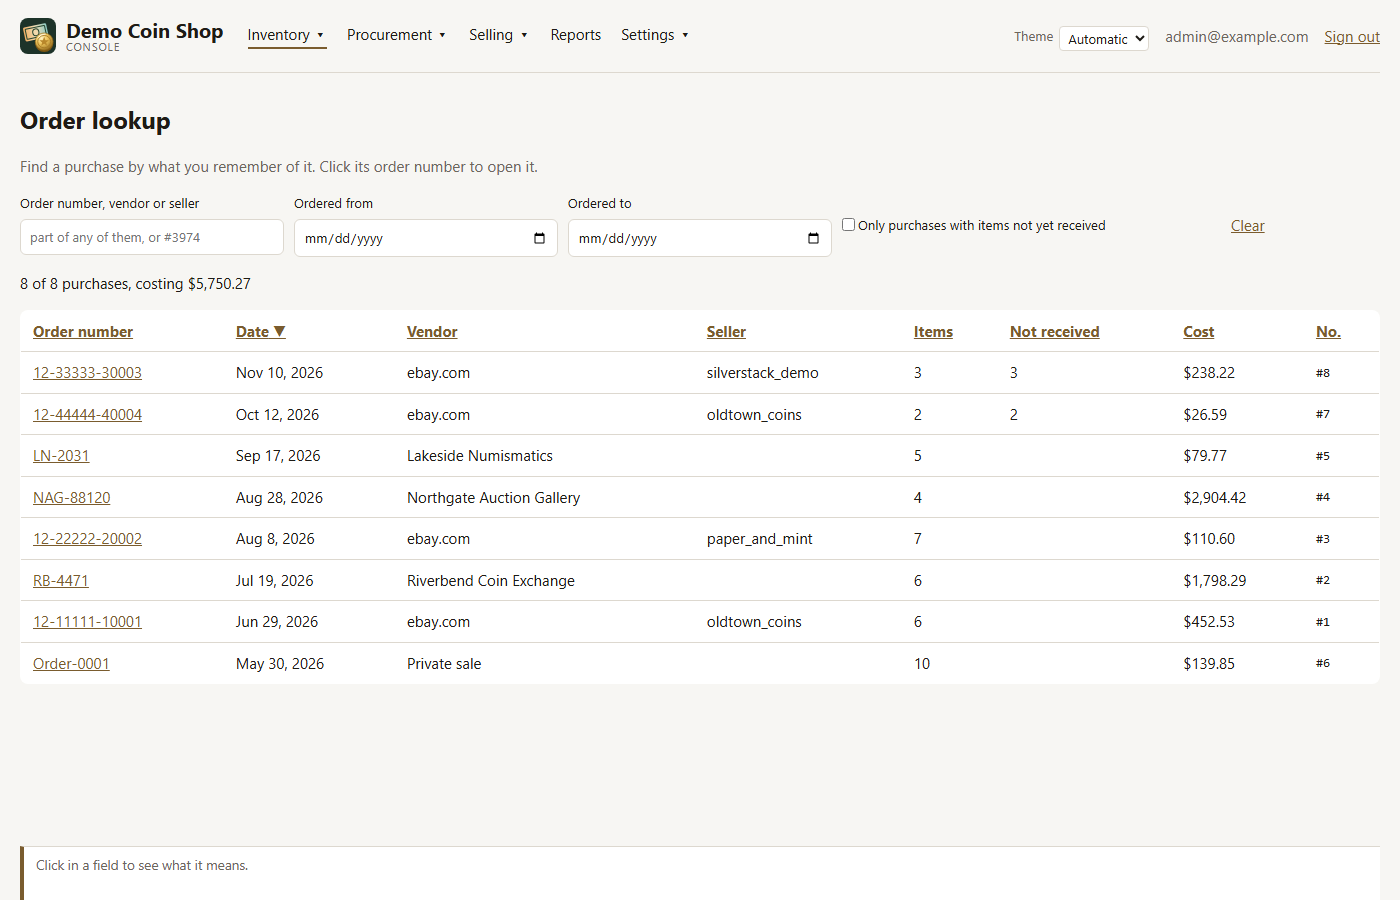 Demo Coin Shop
CONSOLE
Inventory ▼ Procurement ▼ Selling ▼ Reports Settings ▼
Theme Automatic admin@example.com Sign out
Order lookup
Find a purchase by what you remember of it. Click its order number to open it.
Order number, vendor or seller Ordered from Ordered to
part of any of them, or #3974 mm/dd/yyyy mm/dd/yyyy Only purchases with items not yet received Clear
8 of 8 purchases, costing $5,750.27
Order number Date ▼ Vendor Seller Items Not received Cost No.
12-33333-30003 Nov 10, 2026 ebay.com silverstack_demo 3 3 $238.22 #8
12-44444-40004 Oct 12, 2026 ebay.com oldtown_coins 2 2 $26.59 #7
LN-2031 Sep 17, 2026 Lakeside Numismatics 5 $79.77 #5
NAG-88120 Aug 28, 2026 Northgate Auction Gallery 4 $2,904.42 #4
12-22222-20002 Aug 8, 2026 ebay.com paper_and_mint 7 $110.60 #3
RB-4471 Jul 19, 2026 Riverbend Coin Exchange 6 $1,798.29 #2
12-11111-10001 Jun 29, 2026 ebay.com oldtown_coins 6 $452.53 #1
Order-0001 May 30, 2026 Private sale 10 $139.85 #6
Click in a field to see what it means.